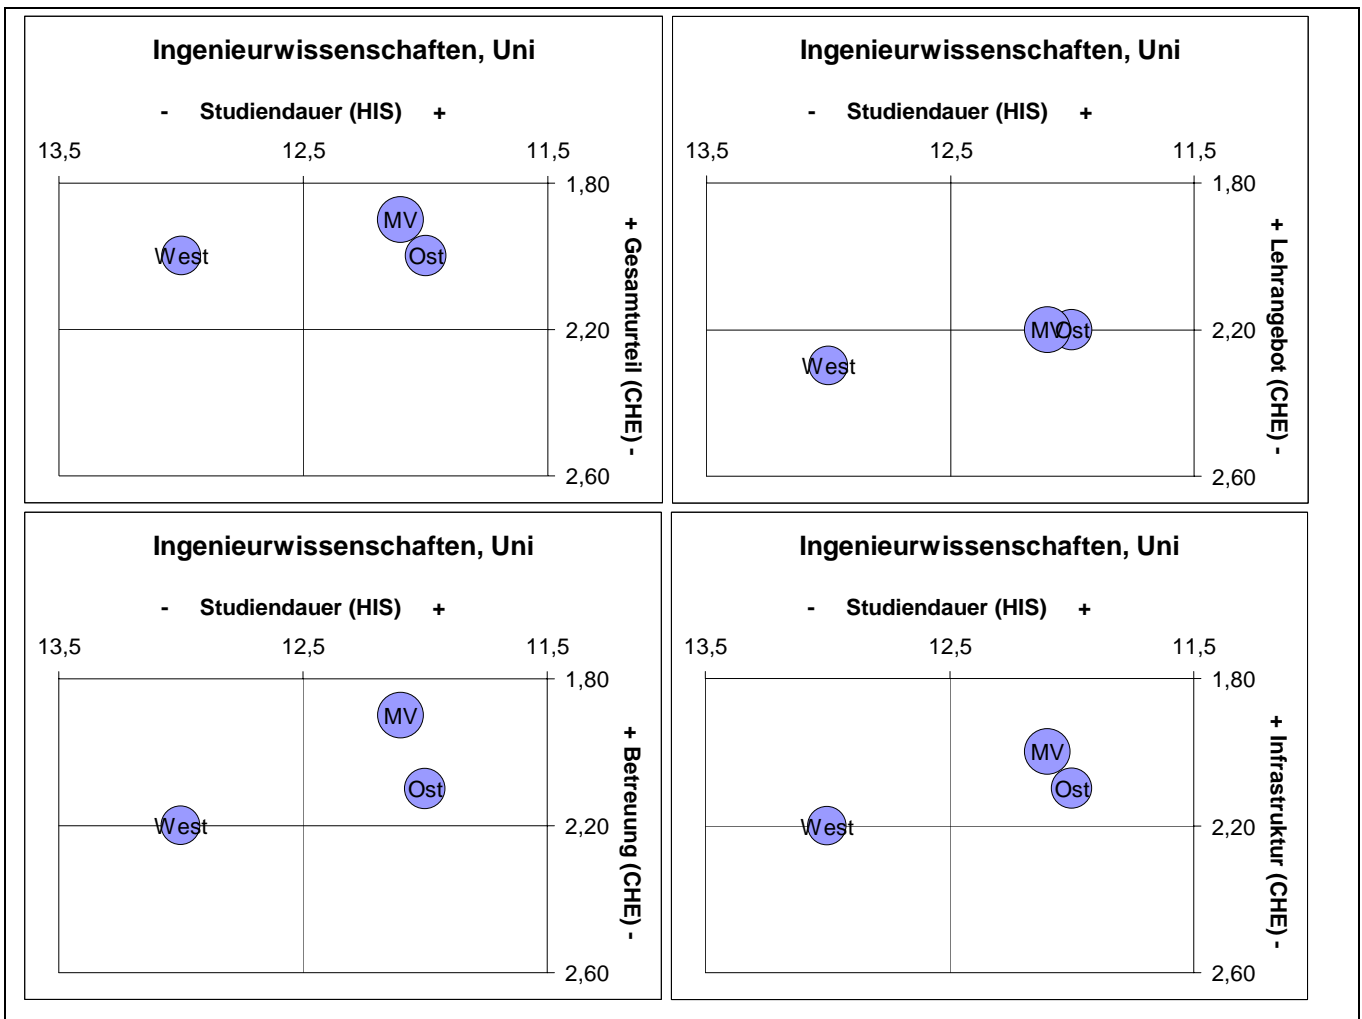 Ingenieurwissenschaften, Uni
- Studiendauer (HIS) +
13,5 12,5 11,5
1,80
MV
West Ost
2,20
2,60
+ Gesamturteil (CHE) -
Ingenieurwissenschaften, Uni
- Studiendauer (HIS) +
13,5 12,5 11,5
1,80
MV Ost 2,20
West
2,60
+ Lehrangebot (CHE) -
Ingenieurwissenschaften, Uni
- Studiendauer (HIS) +
13,5 12,5 11,5
1,80
MV
Ost
West 2,20
2,60
+ Betreuung (CHE) -
Ingenieurwissenschaften, Uni
- Studiendauer (HIS) +
13,5 12,5 11,5
1,80
MV
Ost
West 2,20
2,60
+ Infrastruktur (CHE) -